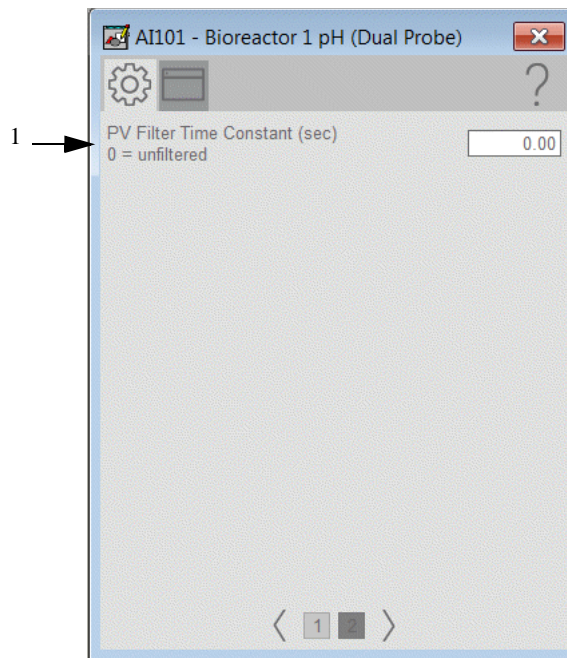 AI101 - Bioreactor 1 pH (Dual Probe)
?
1
PV Filter Time Constant (sec)
0.00
0 = unfiltered
1 2